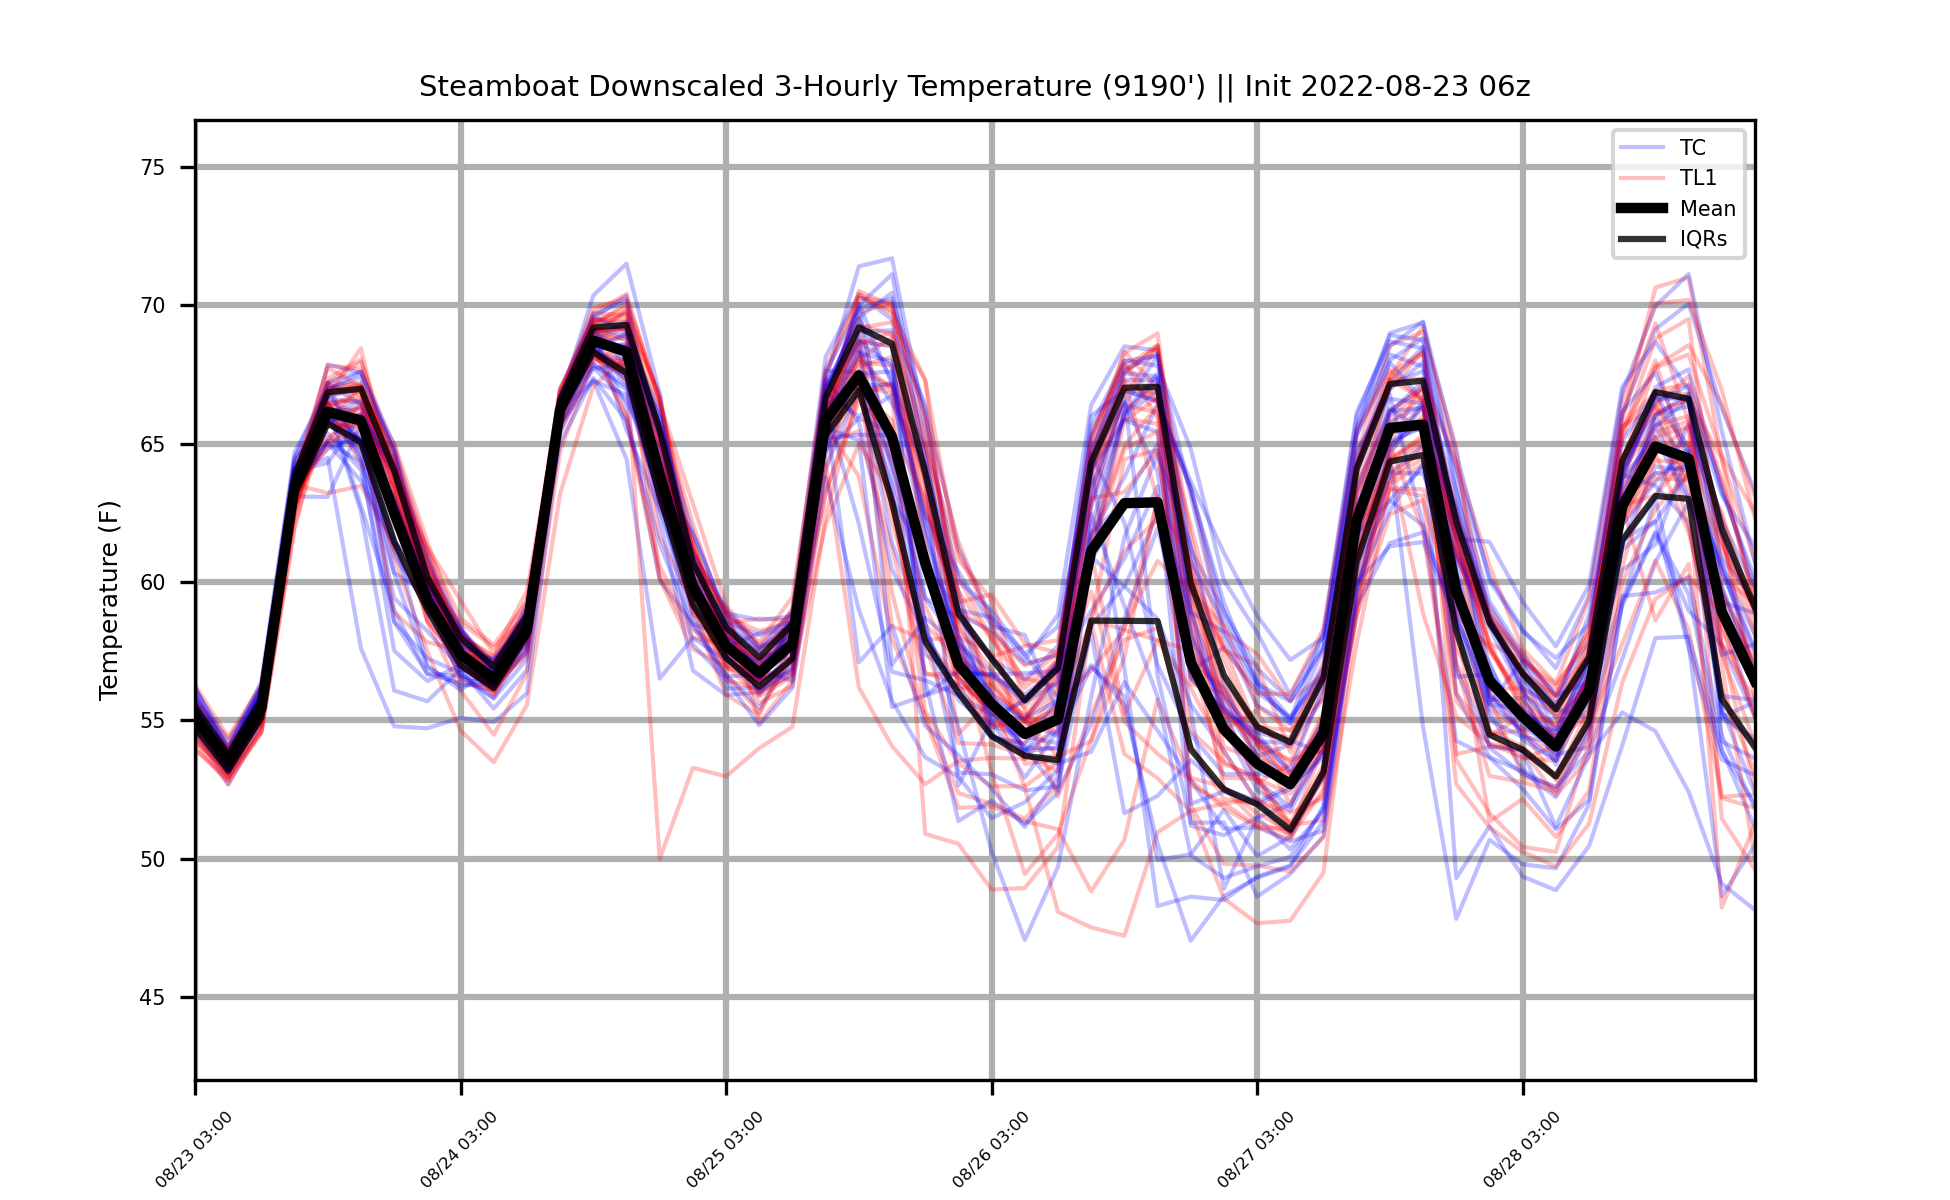 Steamboat Downscaled 3-Hourly Temperature (9190') || Init 2022-08-23 06z
TC
TL1
Mean
IQRs
Temperature (F)
75
70
65
60
55
50
45
08/23 03:00
08/24 03:00
08/25 03:00
08/26 03:00
08/27 03:00
08/28 03:00